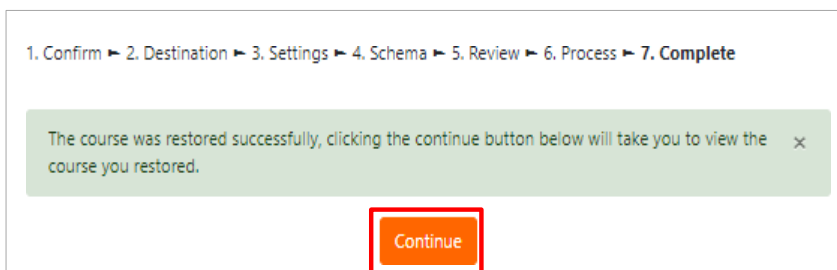 1. Confirm ► 2. Destination ► 3. Settings ► 4. Schema ► 5. Review ► 6. Process ► 7. Complete
The course was restored successfully, clicking the continue button below will take you to view the ×
course you restored.
Continue